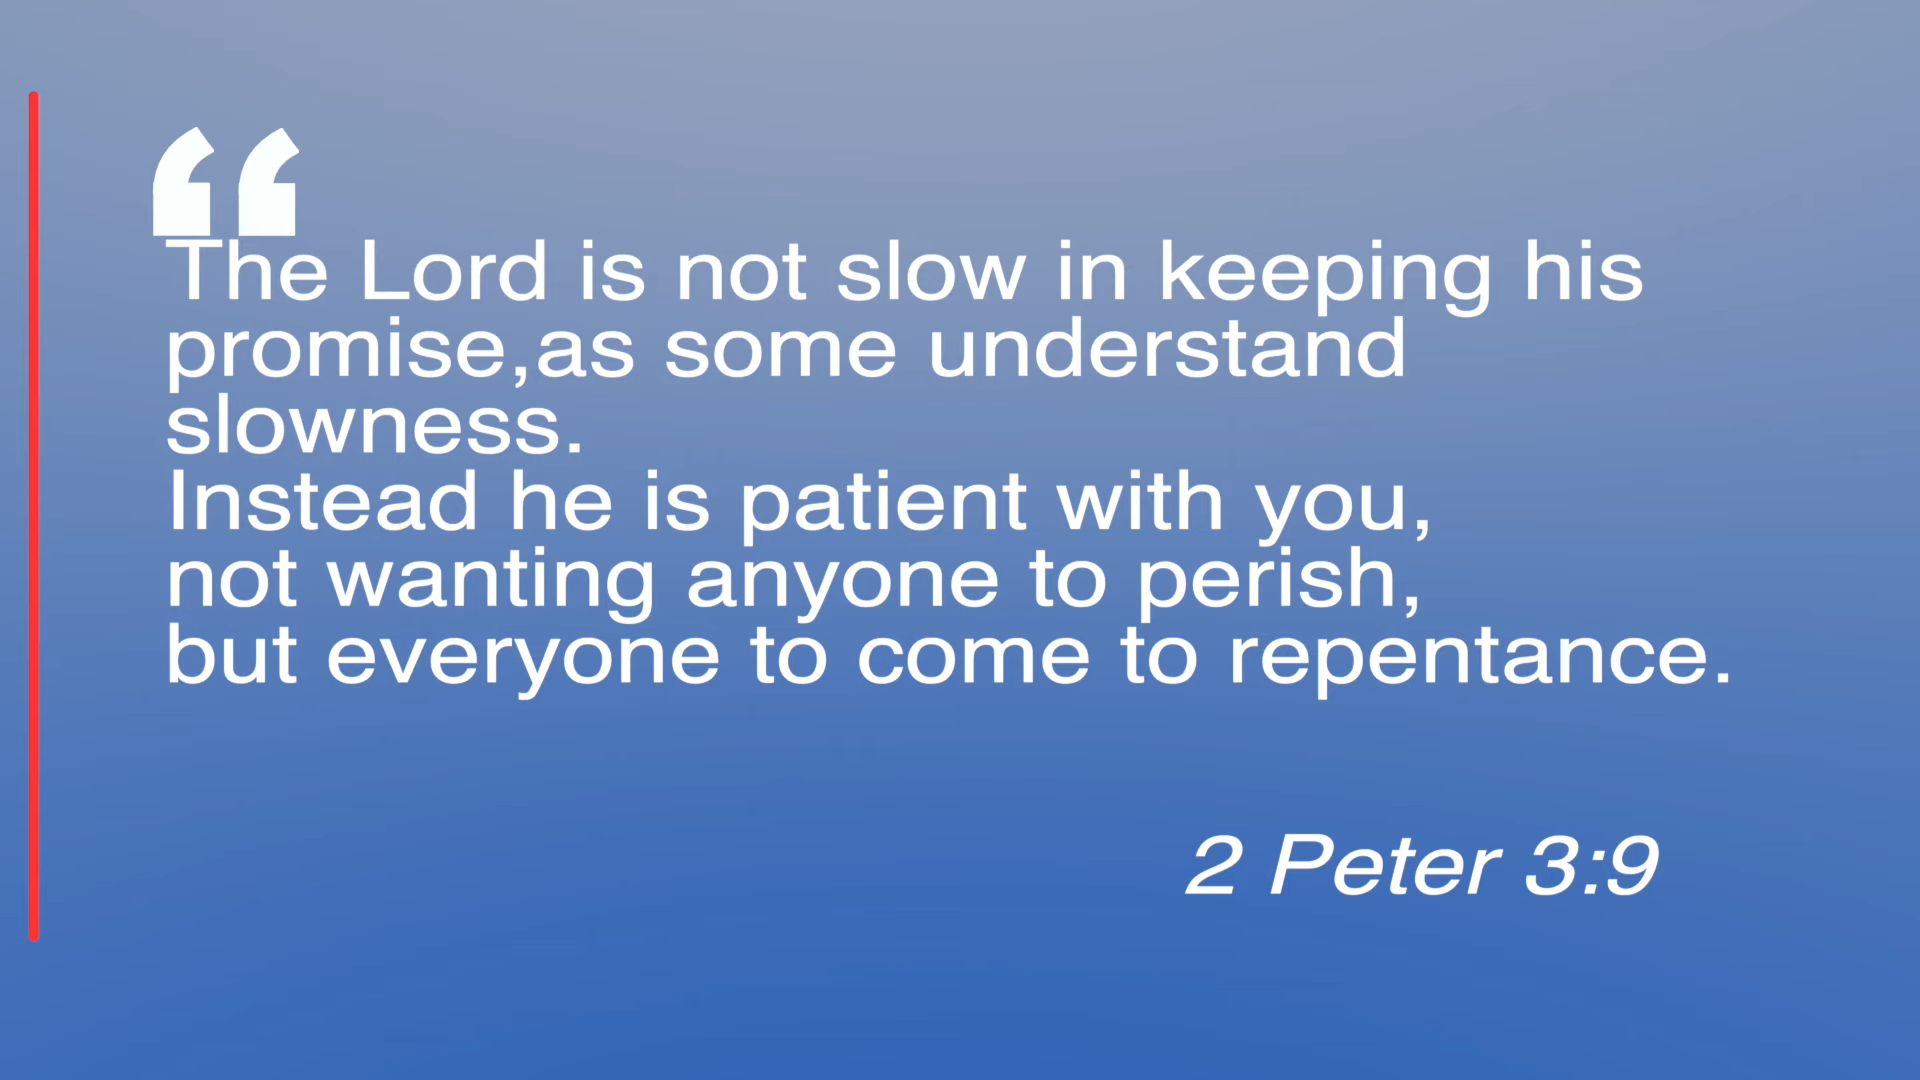 “
The Lord is not slow in keeping his
promise,as some understand
slowness.
Instead he is patient with you,
not wanting anyone to perish,
but everyone to come to repentance.
2 Peter 3:9